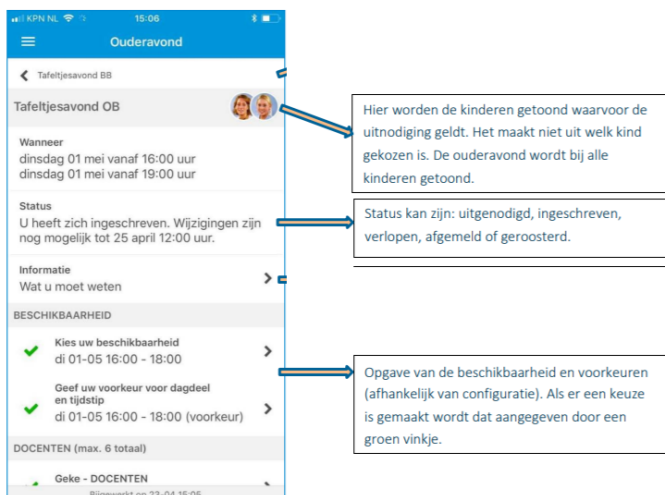 KPN NL 15:06
Ouderavond
Tafeltjesavond BB
Tafeltjesavond OB
Wanneer
dinsdag 01 mei vanaf 16:00 uur
dinsdag 01 mei vanaf 19:00 uur
Status
U heeft zich ingeschreven. Wijzigingen zijn
nog mogelijk tot 25 april 12:00 uur.
Informatie
Wat u moet weten
BESCHIKBAARHEID
Kies uw beschikbaarheid
di 01-05 16:00 - 18:00
Geef uw voorkeur voor dagdeel
en tijdstip
di 01-05 16:00 - 18:00 (voorkeur)
DOCENTEN (max. 6 totaal)
Geke - DOCENTEN
Bijgewerkt op 23-04 15:05
Hier worden de kinderen getoond waarvoor de
uitnodiging geldt. Het maakt niet uit welk kind
gekozen is. De ouderavond wordt bij alle
kinderen getoond.
Status kan zijn: uitgenodigd, ingeschreven,
verlopen, afgemeld of geroosterd.
Opgave van de beschikbaarheid en voorkeuren
(afhankelijk van configuratie). Als er een keuze
is gemaakt wordt dat aangegeven door een
groen vinkje.